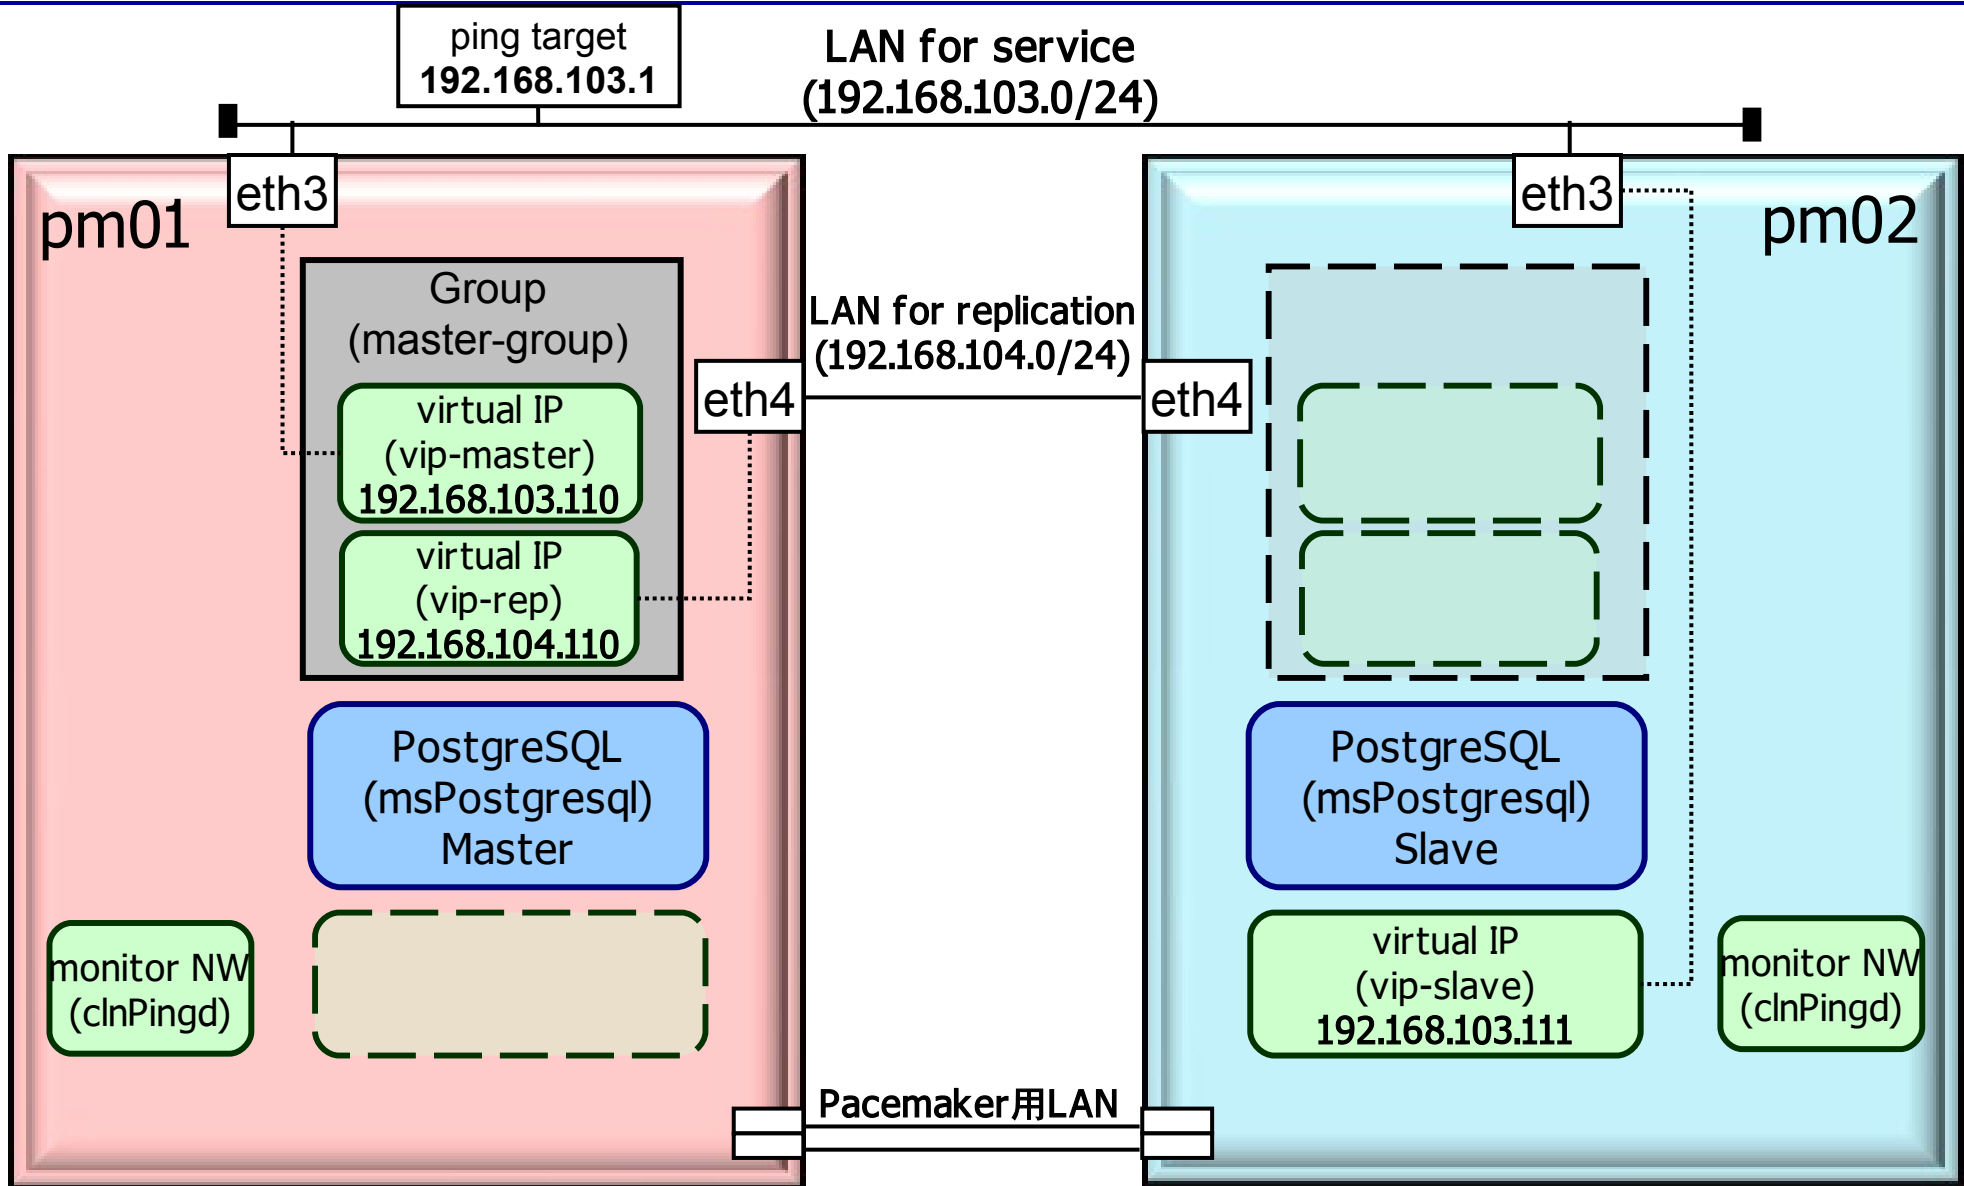 ping target
192.168.103.1
LAN for service
(192.168.103.0/24)
eth3
pm01
Group
(master-group)
virtual IP
(vip-master)
192.168.103.110
virtual IP
(vip-rep)
192.168.104.110
eth4
LAN for replication
(192.168.104.0/24)
eth4
eth3
pm02
PostgreSQL
(msPostgresql)
Master
PostgreSQL
(msPostgresql)
Slave
monitor NW
(clnPingd)
virtual IP
(vip-slave)
192.168.103.111
monitor NW
(clnPingd)
Pacemaker用LAN